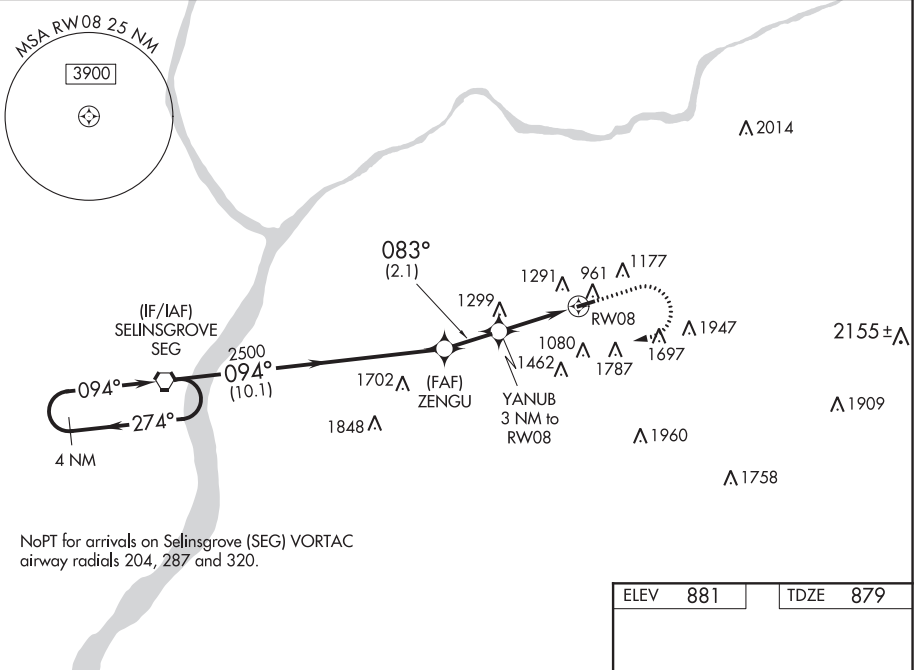 MSA RW08 25 NM
3900
2014
083°
(2.1)
1291
961
1177
1299
RW08
1947
2155±
(IF/IAF)
SELINSGROVE
SEG
2500
094°
(10.1)
094°
274°
4 NM
1702
1848
(FAF)
ZENGU
1462
1080
1787
1697
YANUB
3 NM to
RW08
1909
1960
1758
NoPT for arrivals on Selinsgrove (SEG) VORTAC
airway radials 204, 287 and 320.
ELEV 881
TDZE 879